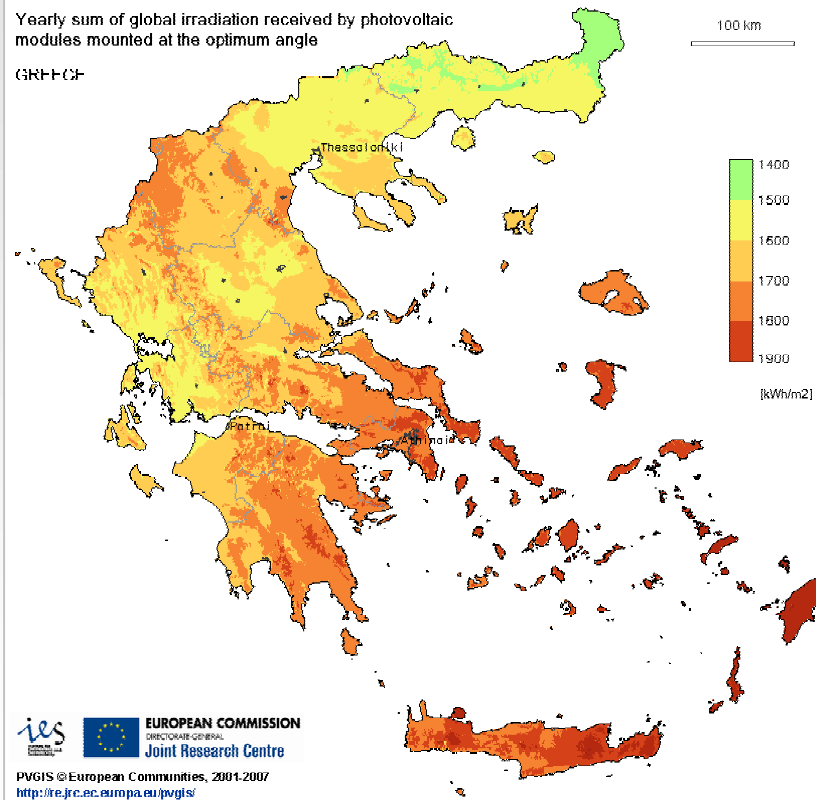 Yearly sum of global irradiation received by photovoltaic
modules mounted at the optimum angle
GREECE
100 km
Thessaloniki
1400
1500
1600
1700
1800
1900
[kWh/m2]
Patrai
Athinai
ies
EUROPEAN COMMISSION
DIRECTORATE-GENERAL
Joint Research Centre
PVGIS © European Communities, 2001-2007
http://re.jrc.ec.europa.eu/pvgis/